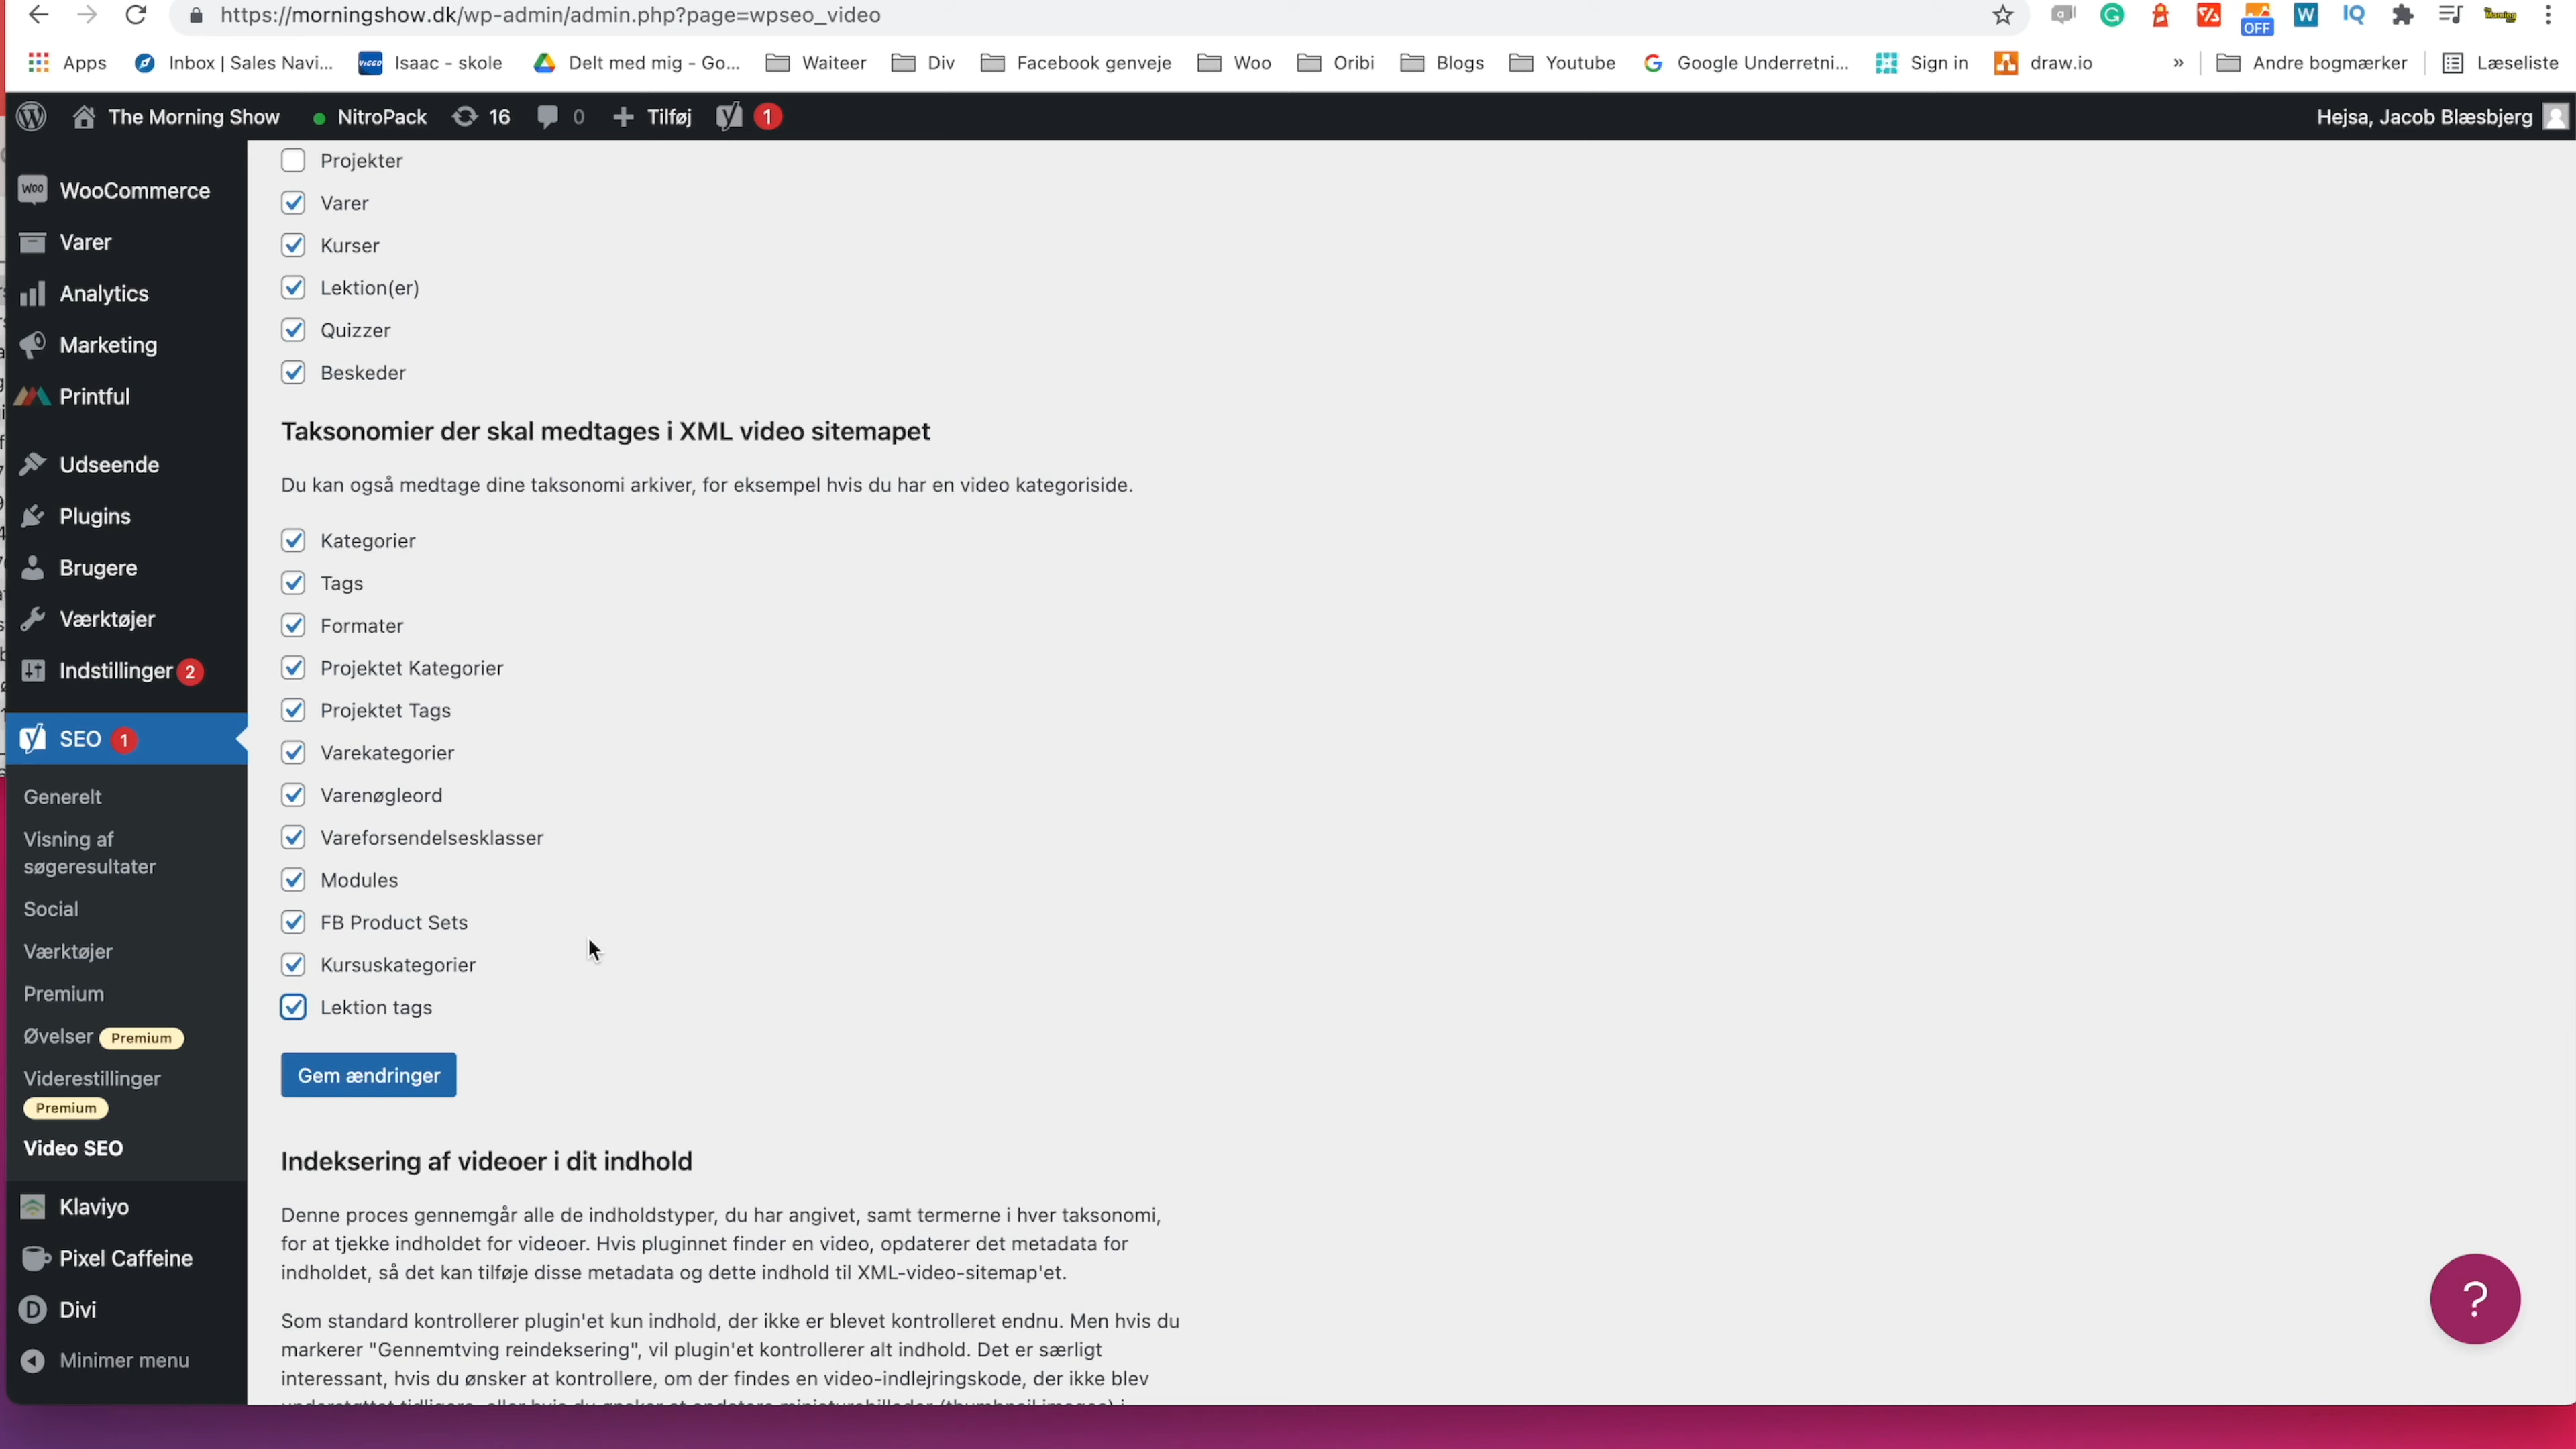 https://morningshow.dk/wp-admin/admin.php?page=wpseo_video
OFF
W
IQ
Apps
Inbox | Sales Navi...
Isaac - skole
Delt med mig - Go...
Waiteer
Div
Facebook genveje
Woo
Oribi
Blogs
Youtube
Google Underretni...
Sign in
draw.io
»
Andre bogmærker
Læseliste
The Morning Show
NitroPack
16
0
Tilføj
1
Hejsa, Jacob Blæsbjerg
WooCommerce
Varer
Analytics
Marketing
Printful
Udseende
Plugins
Brugere
Værktøjer
Indstillinger 2
SEO 1
Generelt
Visning af
søgeresultater
Social
Værktøjer
Premium
Øvelser Premium
Viderestillinger
Premium
Video SEO
Klaviyo
Pixel Caffeine
Divi
Minimer menu
Projekter
Varer
Kurser
Lektion(er)
Quizzer
Beskeder
Taksonomier der skal medtages i XML video sitemapet
Du kan også medtage dine taksonomi arkiver, for eksempel hvis du har en video kategoriside.
Kategorier
Tags
Formater
Projektet Kategorier
Projektet Tags
Varekategorier
Varenøgleord
Vareforsendelsesklasser
Modules
FB Product Sets
Kursuskategorier
Lektion tags
Gem ændringer
Indeksering af videoer i dit indhold
Denne proces gennemgår alle de indholdstyper, du har angivet, samt termerne i hver taksonomi,
for at tjekke indholdet for videoer. Hvis pluginnet finder en video, opdaterer det metadata for
indholdet, så det kan tilføje disse metadata og dette indhold til XML-video-sitemap'et.
Som standard kontrollerer plugin'et kun indhold, der ikke er blevet kontrolleret endnu. Men hvis du
markerer "Gennemtving reindeksering", vil plugin'et kontrollerer alt indhold. Det er særligt
interessant, hvis du ønsker at kontrollere, om der findes en video-indlejringskode, der ikke blev
?